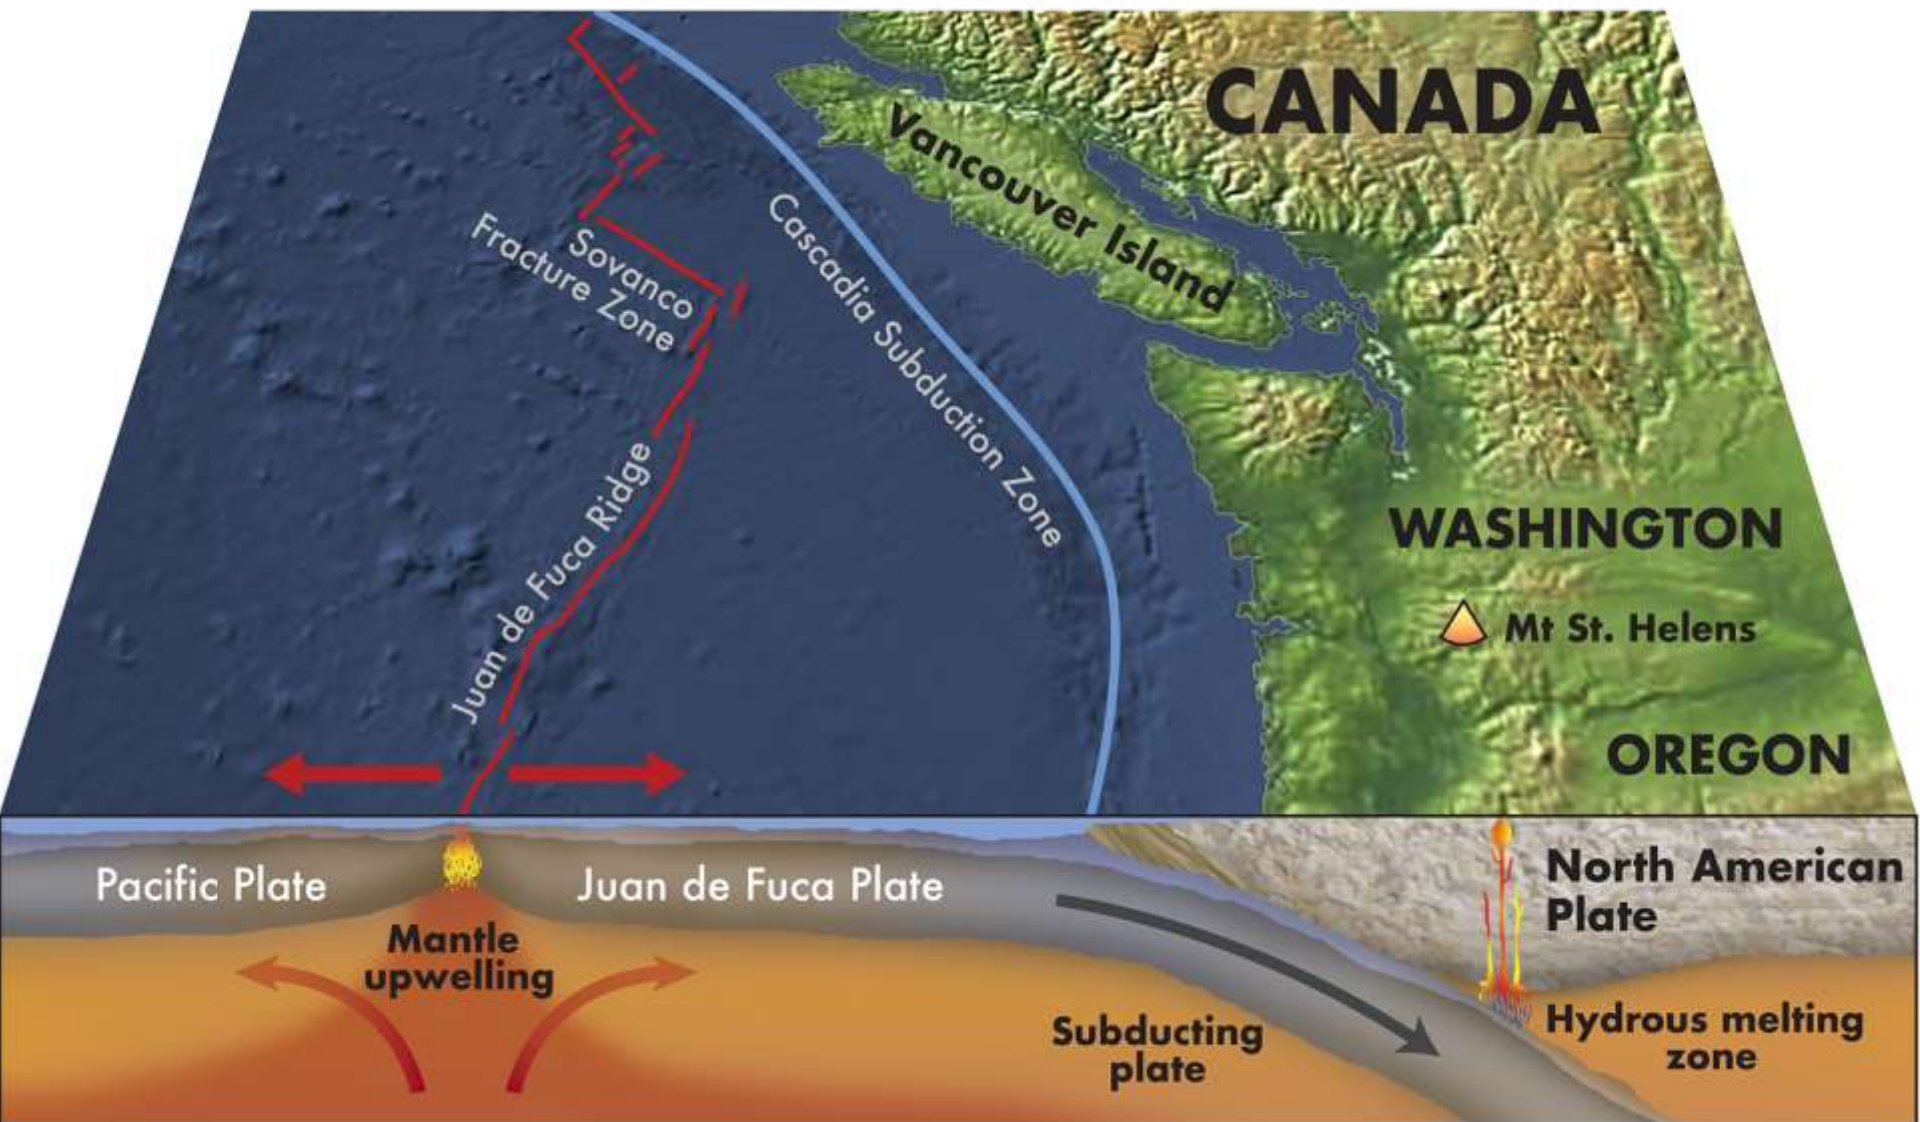 CANADA
Vancouver Island
Cascadia Subduction Zone
Sovanco
Fracture Zone
Juan de Fuca Ridge
WASHINGTON
Mt St. Helens
OREGON
Pacific Plate
Juan de Fuca Plate
North American
Plate
Mantle
upwelling
Subducting
plate
Hydrous melting
zone